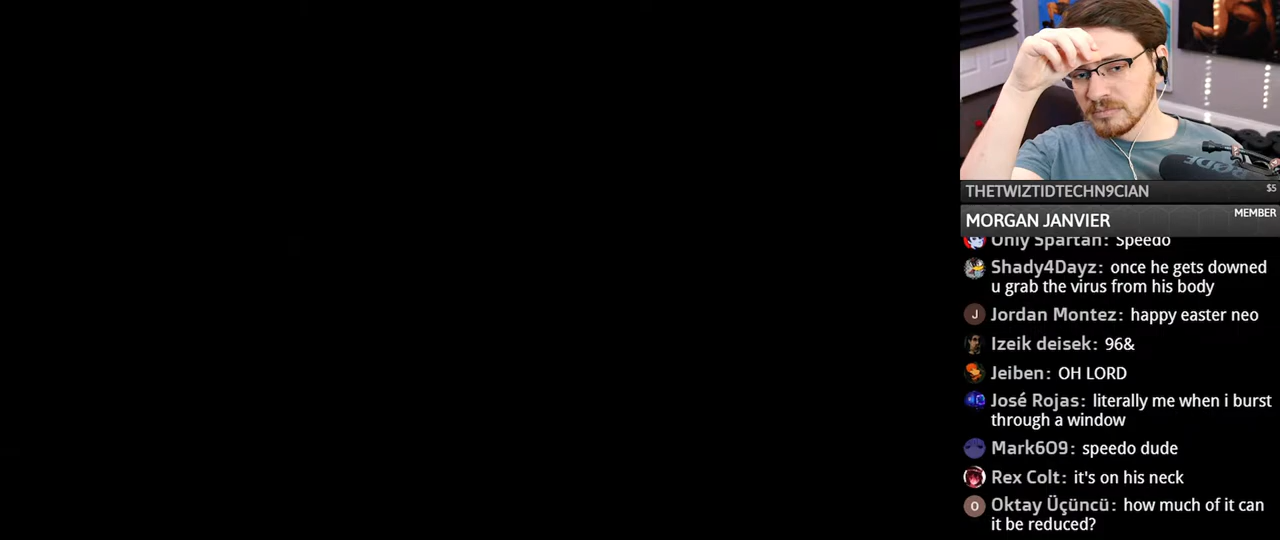 RØDE
THETWIZTIDTECHN9CIAN $5
MORGAN JANVIER MEMBER
Only Spartan: Speedo
Shady4Dayz: once he gets downed
u grab the virus from his body
J Jordan Montez: happy easter neo
Izeik deisek: 96&
Jeiben: OH LORD
José Rojas: literally me when i burst
through a window
Mark609: speedo dude
Rex Colt: it's on his neck
O Oktay Üçüncü: how much of it can
it be reduced?